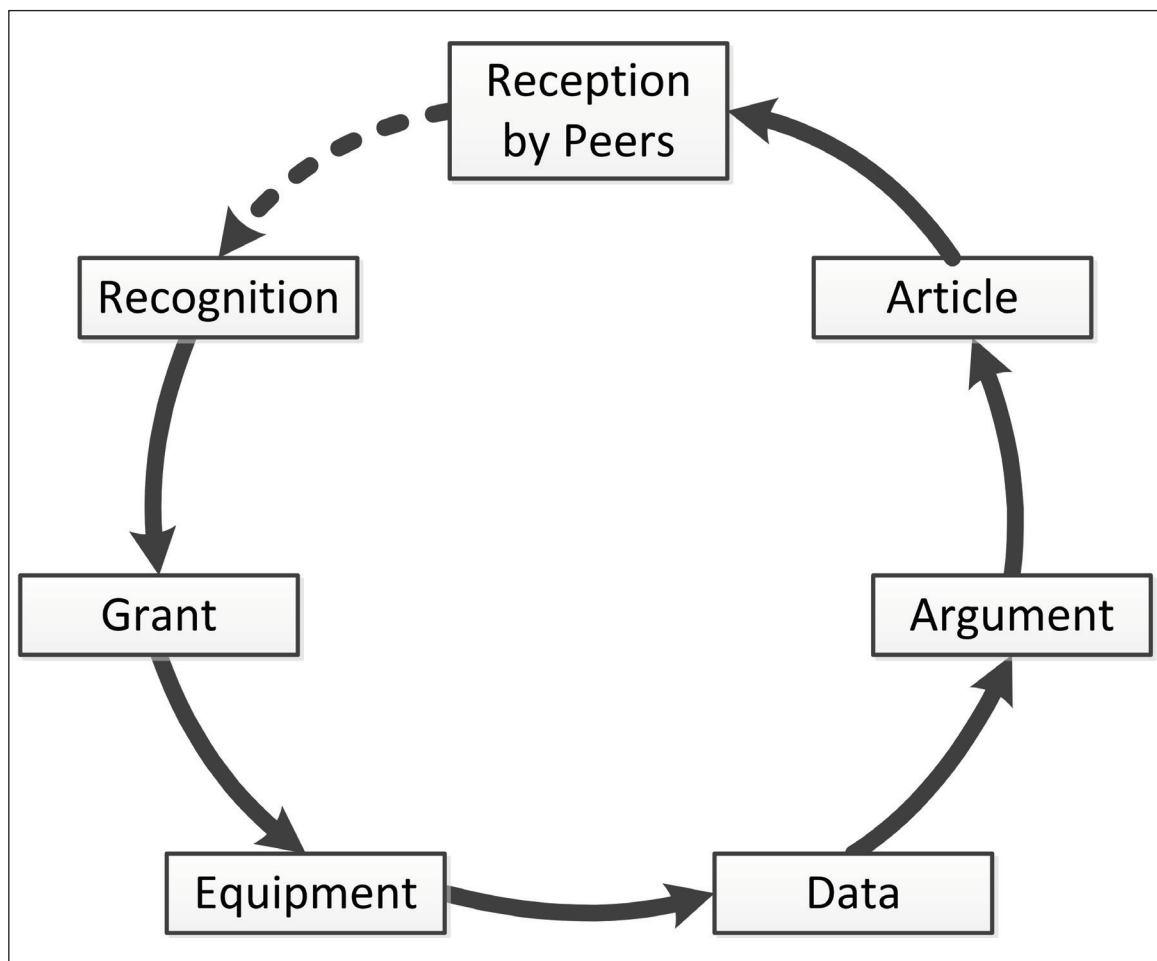 Reception
by Peers
Recognition
Article
Grant
Argument
Equipment
Data